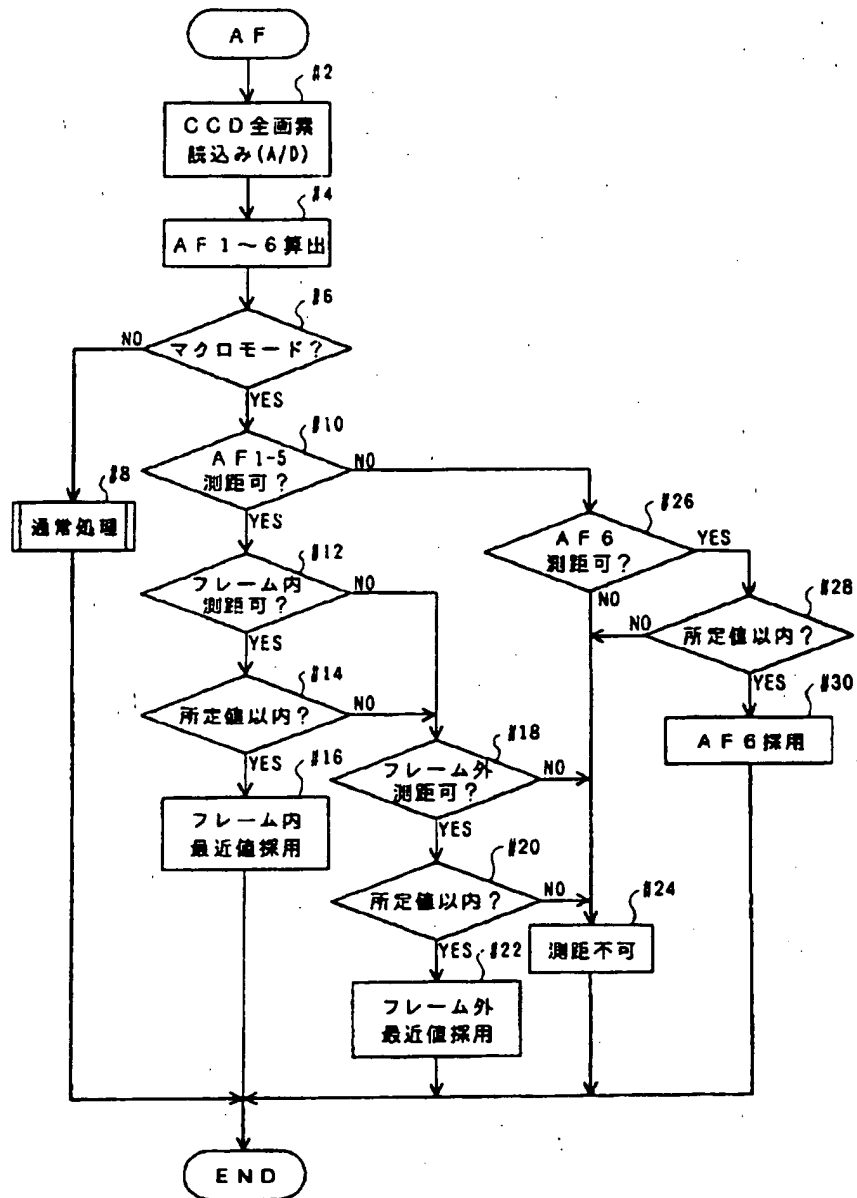 AF
#2
CCD全画素
読込み(A/D)
#4
AF1～6算出
#6
マクロモード?
NO
YES
#10
AF1-5
測距可?
NO
YES
#8
通常処理
#12
フレーム内
測距可?
NO
YES
#14
所定値以内?
NO
YES
#16
フレーム内
最近値採用
#18
フレーム外
測距可?
NO
YES
#20
所定値以内?
NO
YES
#22
フレーム外
最近値採用
#24
測距不可
#26
AF6
測距可?
YES
NO
#28
所定値以内?
NO
YES
#30
AF6採用
END